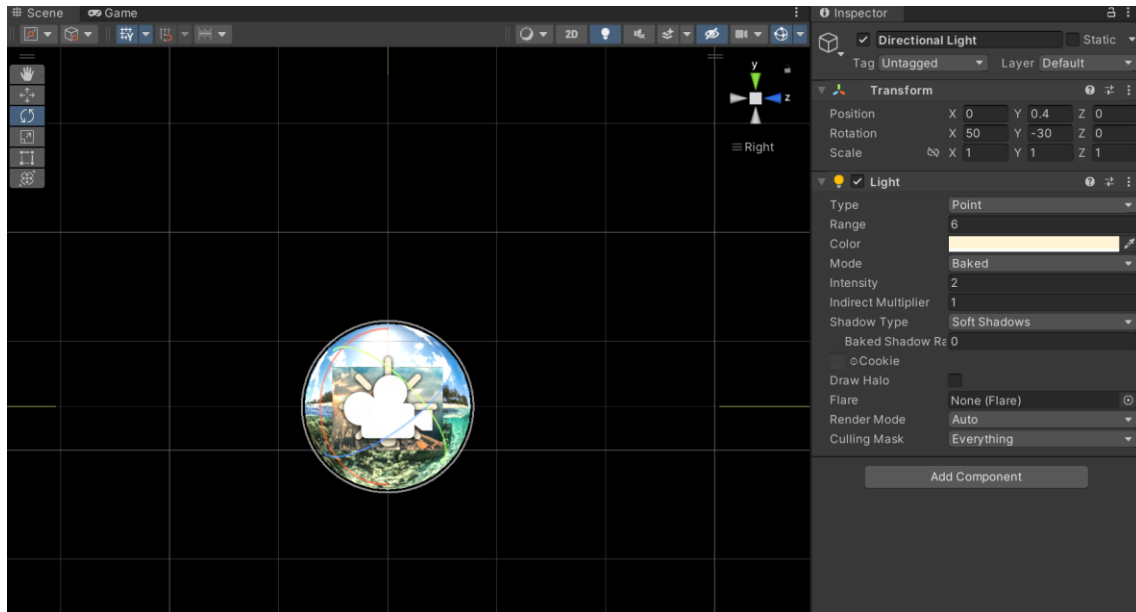 Scene Game
2D
y
z
Right
Inspector
Directional Light Static
Tag Untagged Layer Default
Transform
Position X 0 Y 0.4 Z 0
Rotation X 50 Y -30 Z 0
Scale X 1 Y 1 Z 1
Light
Type Point
Range 6
Color
Mode Baked
Intensity 2
Indirect Multiplier 1
Shadow Type Soft Shadows
Baked Shadow Ra 0
Cookie
Draw Halo
Flare None (Flare)
Render Mode Auto
Culling Mask Everything
Add Component